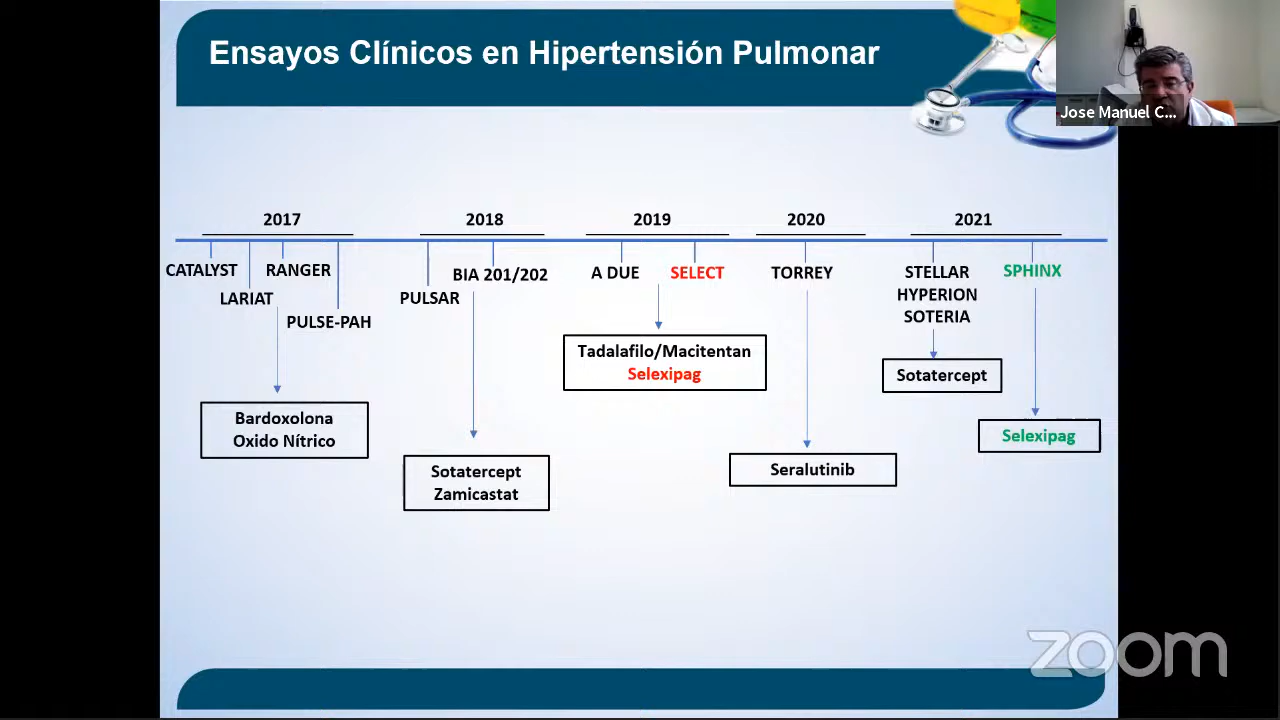 Ensayos Clínicos en Hipertensión Pulmonar
Jose Manuel C...
2017
2018
2019
2020
2021
CATALYST
RANGER
LARIAT
PULSE-PAH
BIA 201/202
PULSAR
A DUE
SELECT
TORREY
STELLAR
HYPERION
SOTERIA
SPHINX
Bardoxolona
Oxido Nítrico
Sotatercept
Zamicastat
Tadalafilo/Macitentan
Selexipag
Seralutinib
Sotatercept
Selexipag
zoom